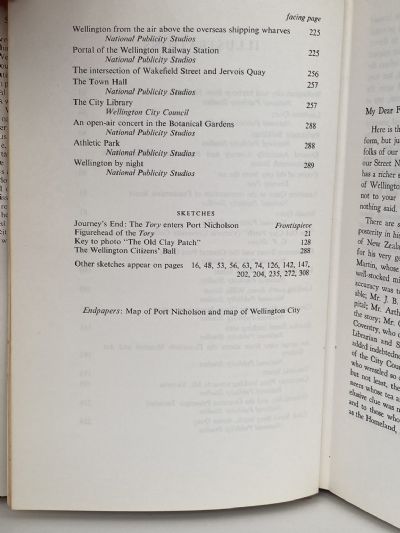 facing page
Wellington from the air above the overseas shipping wharves 225
National Publicity Studios
Portal of the Wellington Railway Station 225
National Publicity Studios
The intersection of Wakefield Street and Jervois Quay 256
The Town Hall 257
National Publicity Studios
The City Library 257
Wellington City Council
An open-air concert in the Botanical Gardens 288
National Publicity Studios
Athletic Park 288
National Publicity Studios
Wellington by night 289
National Publicity Studios
SKETCHES
Journey's End: The Tory enters Port Nicholson Frontispiece
Figurehead of the Tory 21
Key to photo "The Old Clay Patch" 128
The Wellington Citizens' Ball 288
Other sketches appear on pages 16, 48, 53, 56, 63, 74, 126, 142, 147,
202, 204, 235, 272, 308
Endpapers: Map of Port Nicholson and map of Wellington City
My Dear F
Here is th
form, but ju
folks of our
our Street N
has a richer s
of Wellington
not to your
nothing said.
There are s
posterity in his
of New Zeala
for his very go
Martin, whose
well-stocked mi
accuracy was to
able; Mr. J. B.
pital; Mr. Arth
the story; Mr. C
Coventry, who c
Librarian and S
added indebtedne
of the City Coun
who wrestled so c
but not least, the
neers whose tea a
elusive clue was n
and to those who
as the Homeland,